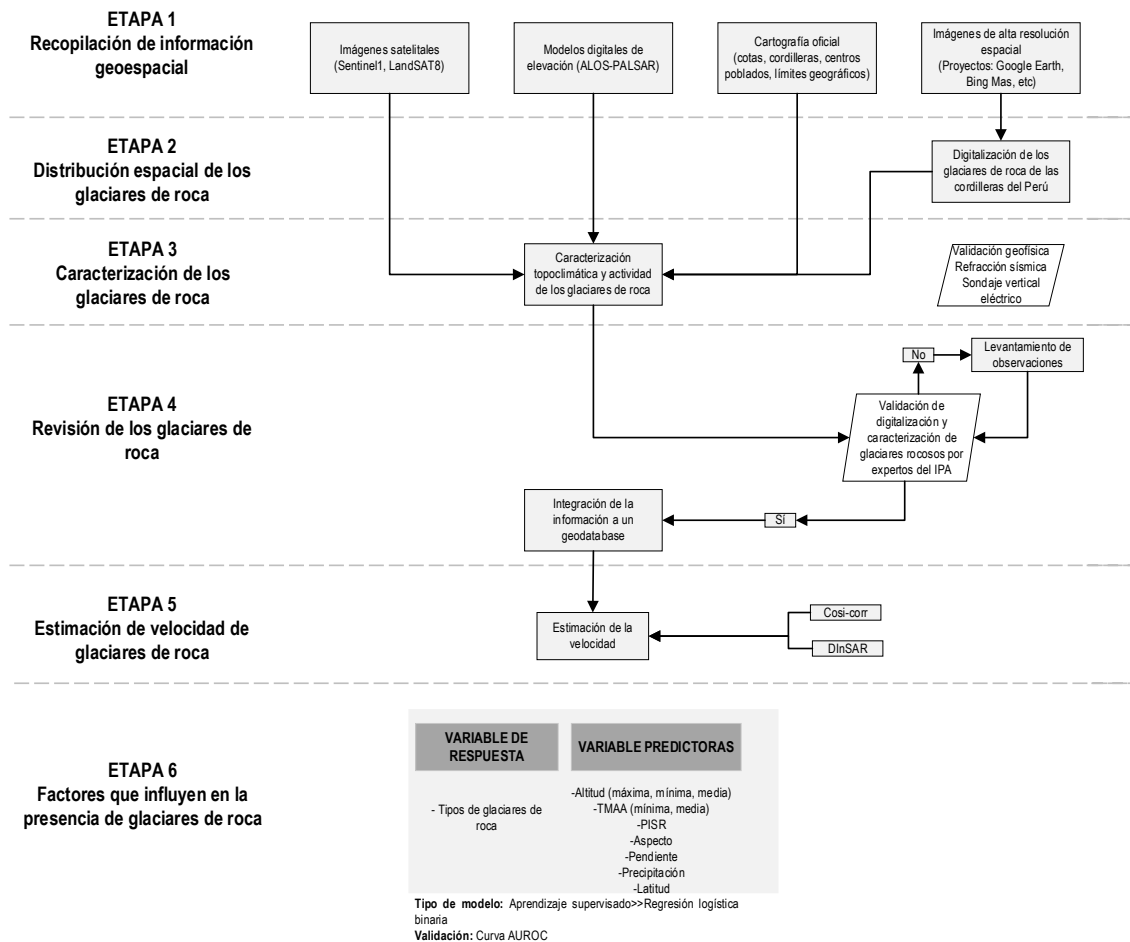 ETAPA 1
Recopilación de información
geoespacial
Imágenes satelitales
(Sentinel1, LandSAT8)
Modelos digitales de
elevación (ALOS-PALSAR)
Cartografía oficial
(cotas, cordilleras, centros
poblados, límites geográficos)
Imágenes de alta resolución
espacial
(Proyectos: Google Earth,
Bing Mas, etc)
ETAPA 2
Distribución espacial de los
glaciares de roca
Digitalización de los
glaciares de roca de las
cordilleras del Perú
ETAPA 3
Caracterización de los
glaciares de roca
Caracterización
topoclimática y actividad
de los glaciares de roca
Validación geofísica
Refracción sísmica
Sondaje vertical
eléctrico
ETAPA 4
Revisión de los glaciares de
roca
No
Levantamiento de
observaciones
Validación de
digitalización y
caracterización de
glaciares rocosos por
expertos del IPA
Sí
Integración de la
información a un
geodatabase
ETAPA 5
Estimación de velocidad de
glaciares de roca
Estimación de la
velocidad
Cosi-corr
DInSAR
ETAPA 6
Factores que influyen en la
presencia de glaciares de roca
VARIABLE DE
RESPUESTA
- Tipos de glaciares de
roca
VARIABLE PREDICTORAS
-Altitud (máxima, mínima, media)
-TMAA (mínima, media)
-PISR
-Aspecto
-Pendiente
-Precipitación
-Latitud
Tipo de modelo: Aprendizaje supervisado>>Regresión logística
binaria
Validación: Curva AUROC